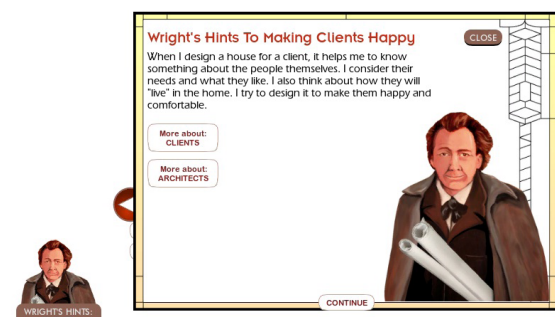 Wright's Hints To Making Clients Happy
CLOSE
When I design a house for a client, it helps me to know
something about the people themselves. I consider their
needs and what they like. I also think about how they will
"live" in the home. I try to design it to make them happy and
comfortable.
More about:
CLIENTS
More about:
ARCHITECTS
CONTINUE
WRIGHT'S HINTS: